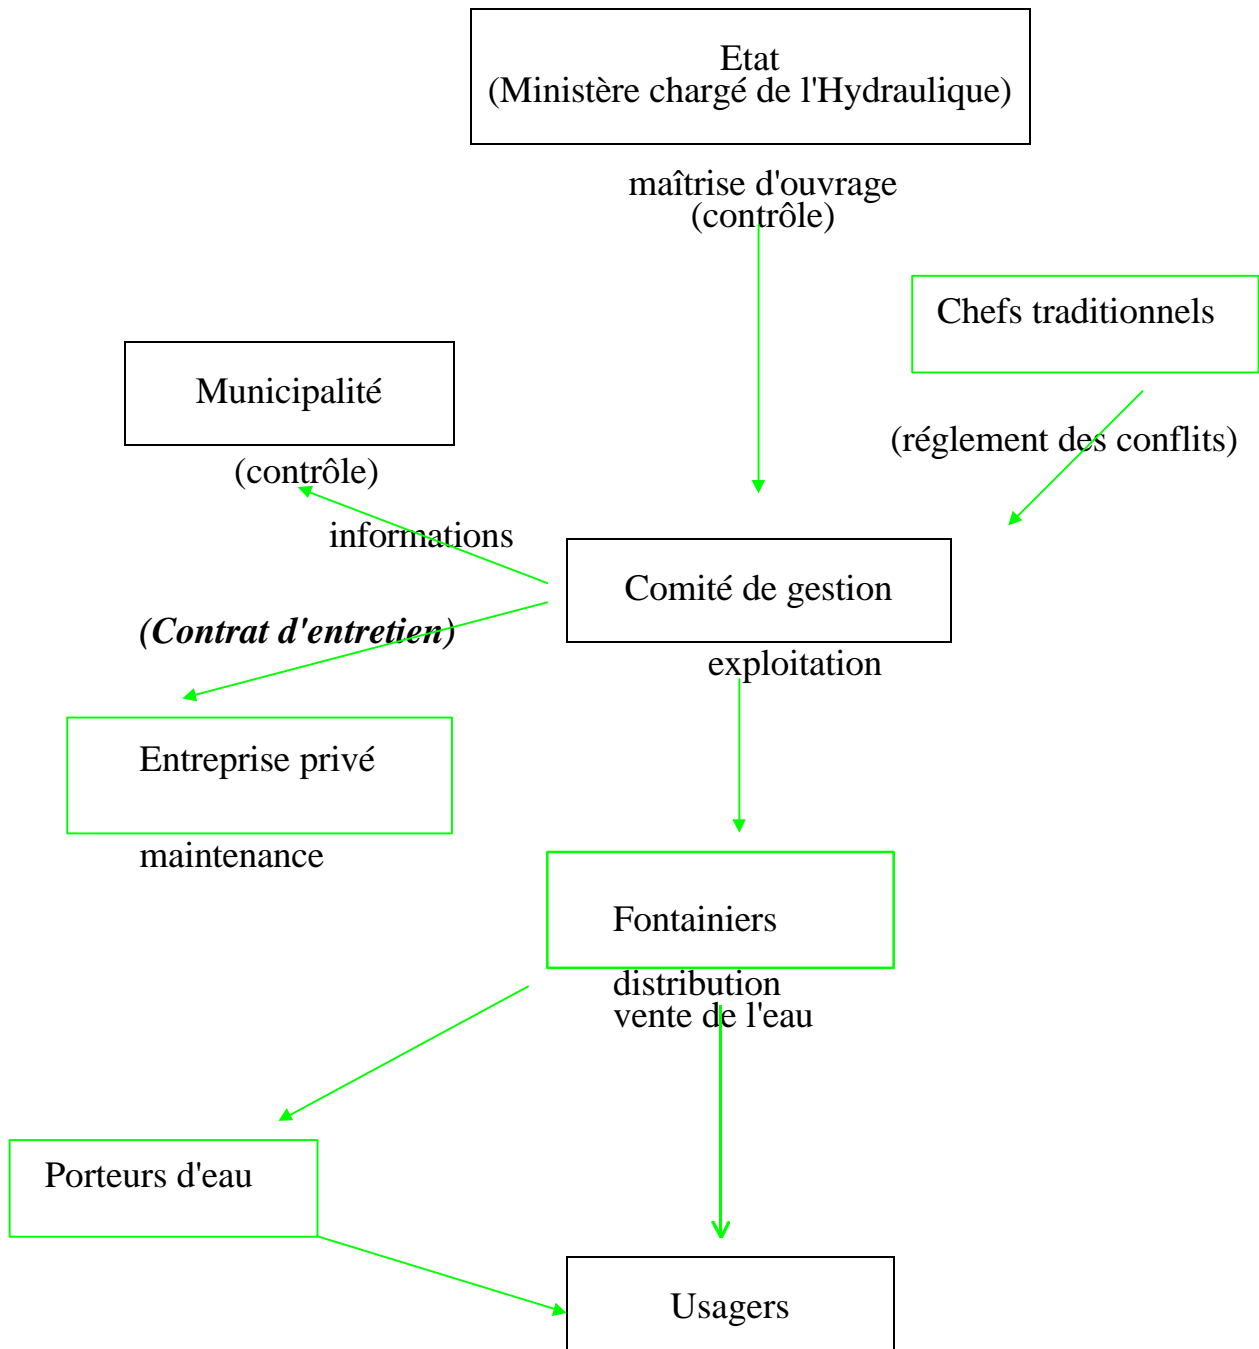 Etat
(Ministère chargé de l'Hydraulique)
maîtrise d'ouvrage
(contrôle)
Chefs traditionnels
Municipalité
(réglement des conflits)
(contrôle)
informations
Comité de gestion
(Contrat d'entretien)
exploitation
Entreprise privé
maintenance
Fontainiers
distribution
vente de l'eau
Porteurs d'eau
Usagers